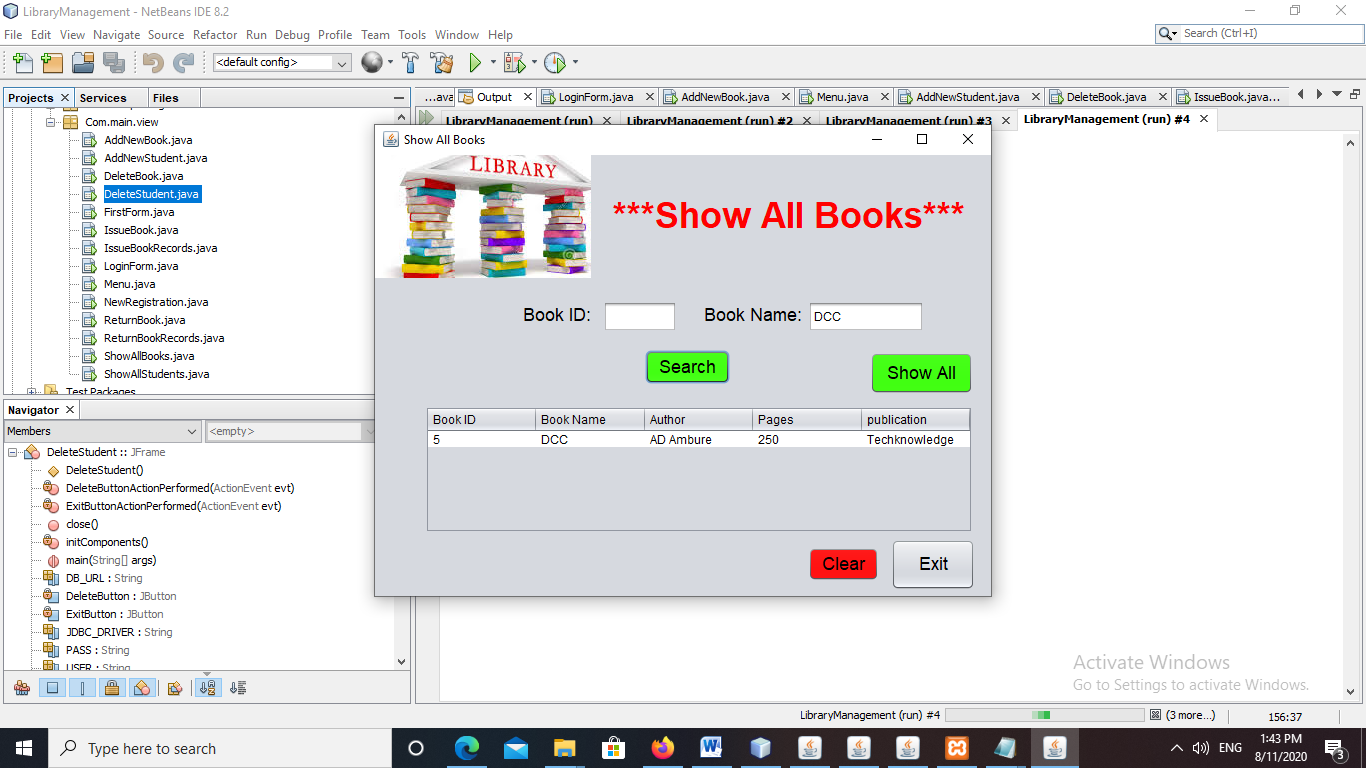 LibraryManagement - NetBeans IDE 8.2
File Edit View Navigate Source Refactor Run Debug Profile Team Tools Window Help
Search (Ctrl+I)
<default config>
Projects Services Files
...ava Output LoginForm.java AddNewBook.java Menu.java AddNewStudent.java DeleteBook.java IssueBook.java...
LibraryManagement (run) LibraryManagement (run) #2 LibraryManagement (run) #3 LibraryManagement (run) #4
Com.main.view
AddNewBook.java
AddNewStudent.java
DeleteBook.java
DeleteStudent.java
FirstForm.java
IssueBook.java
IssueBookRecords.java
LoginForm.java
Menu.java
NewRegistration.java
ReturnBook.java
ReturnBookRecords.java
ShowAllBooks.java
ShowAllStudents.java
Test Packages
Navigator
Members <empty>
DeleteStudent :: JFrame
DeleteStudent()
DeleteButtonActionPerformed(ActionEvent evt)
ExitButtonActionPerformed(ActionEvent evt)
close()
initComponents()
main(String[] args)
DB_URL : String
DeleteButton : JButton
ExitButton : JButton
JDBC_DRIVER : String
PASS : String
USER : String
Show All Books
LIBRARY
***Show All Books***
Book ID: Book Name: DCC
Search
Show All
Book ID Book Name Author Pages publication
5 DCC AD Ambure 250 Techknowledge
Clear Exit
Activate Windows
Go to Settings to activate Windows.
LibraryManagement (run) #4 (3 more...) 156:37
Type here to search
ENG
1:43 PM
8/11/2020
3